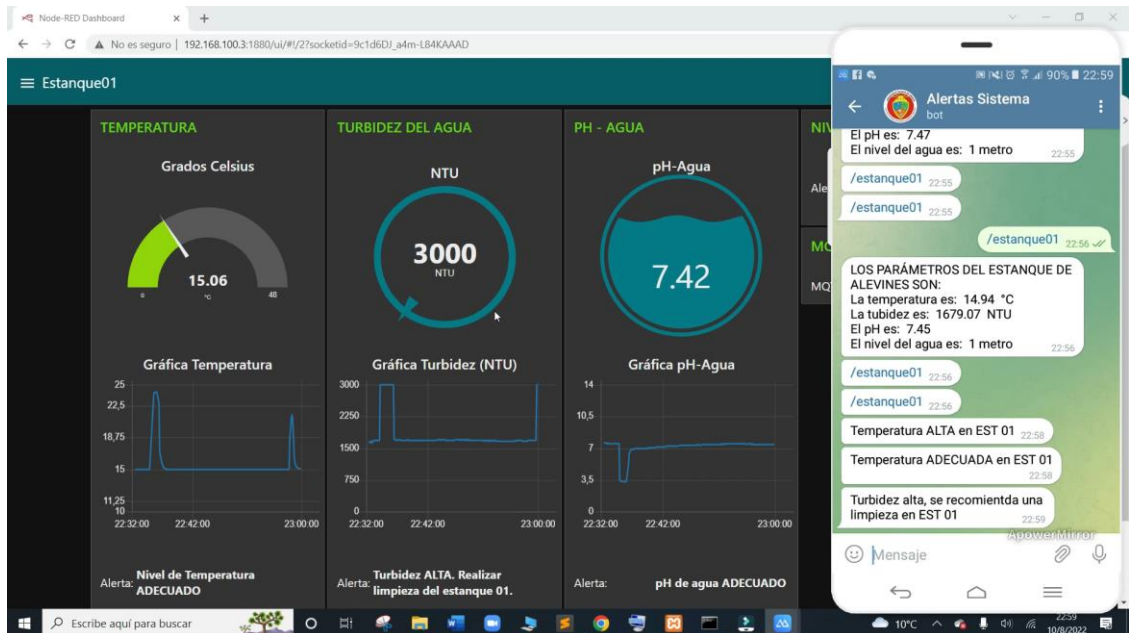 Node-RED Dashboard
No es seguro | 192.168.100.3:1880/ui/#!/2?socketid=9c1d6DJ_a4m-L84KAAAD
Estanque01
TEMPERATURA
Grados Celsius
15.06
°C
0
48
Gráfica Temperatura
25
22,5
18,75
15
11,25
10
22:32:00 22:42:00 23:00:00
Alerta: Nivel de Temperatura
ADECUADO
TURBIDEZ DEL AGUA
NTU
3000
NTU
Gráfica Turbidez (NTU)
3000
2250
1500
750
0
22:32:00 22:42:00 23:00:00
Alerta: Turbidez ALTA. Realizar
limpieza del estanque 01.
PH - AGUA
pH-Agua
7.42
Gráfica pH-Agua
14
10,5
7
3,5
0
22:32:00 22:42:00 23:00:00
Alerta: pH de agua ADECUADO
NIV
Ale
MO
MQ
90% 22:59
Alertas Sistema
bot
El pH es: 7.47
El nivel del agua es: 1 metro 22:55
/estanque01 22:55
/estanque01 22:55
/estanque01 22:56
LOS PARÁMETROS DEL ESTANQUE DE
ALEVINES SON:
La temperatura es: 14.94 °C
La tubidez es: 1679.07 NTU
El pH es: 7.45
El nivel del agua es: 1 metro 22:56
/estanque01 22:56
/estanque01 22:56
Temperatura ALTA en EST 01 22:58
Temperatura ADECUADA en EST 01
22:58
Turbidez alta, se recomientda una
limpieza en EST 01 22:59
ApowerMirror
Mensaje
Escribe aquí para buscar
10°C
22:59
10/8/2022